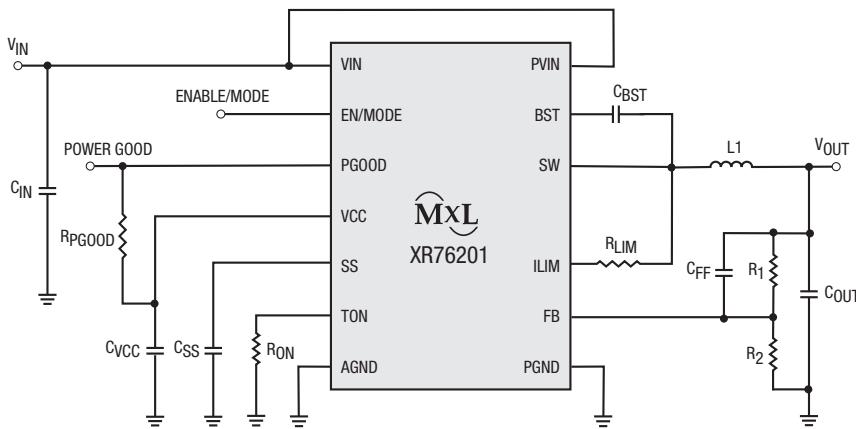 VIN
ENABLE/MODE
POWER GOOD
CIN
RPGOOD
CVCC
CSS
RON
VIN
EN/MODE
PGOOD
VCC
SS
TON
AGND
MxL
XR76201
PVIN
BST
SW
ILIM
FB
PGND
CBST
L1
VOUT
RLIM
CFF
R1
COUT
R2